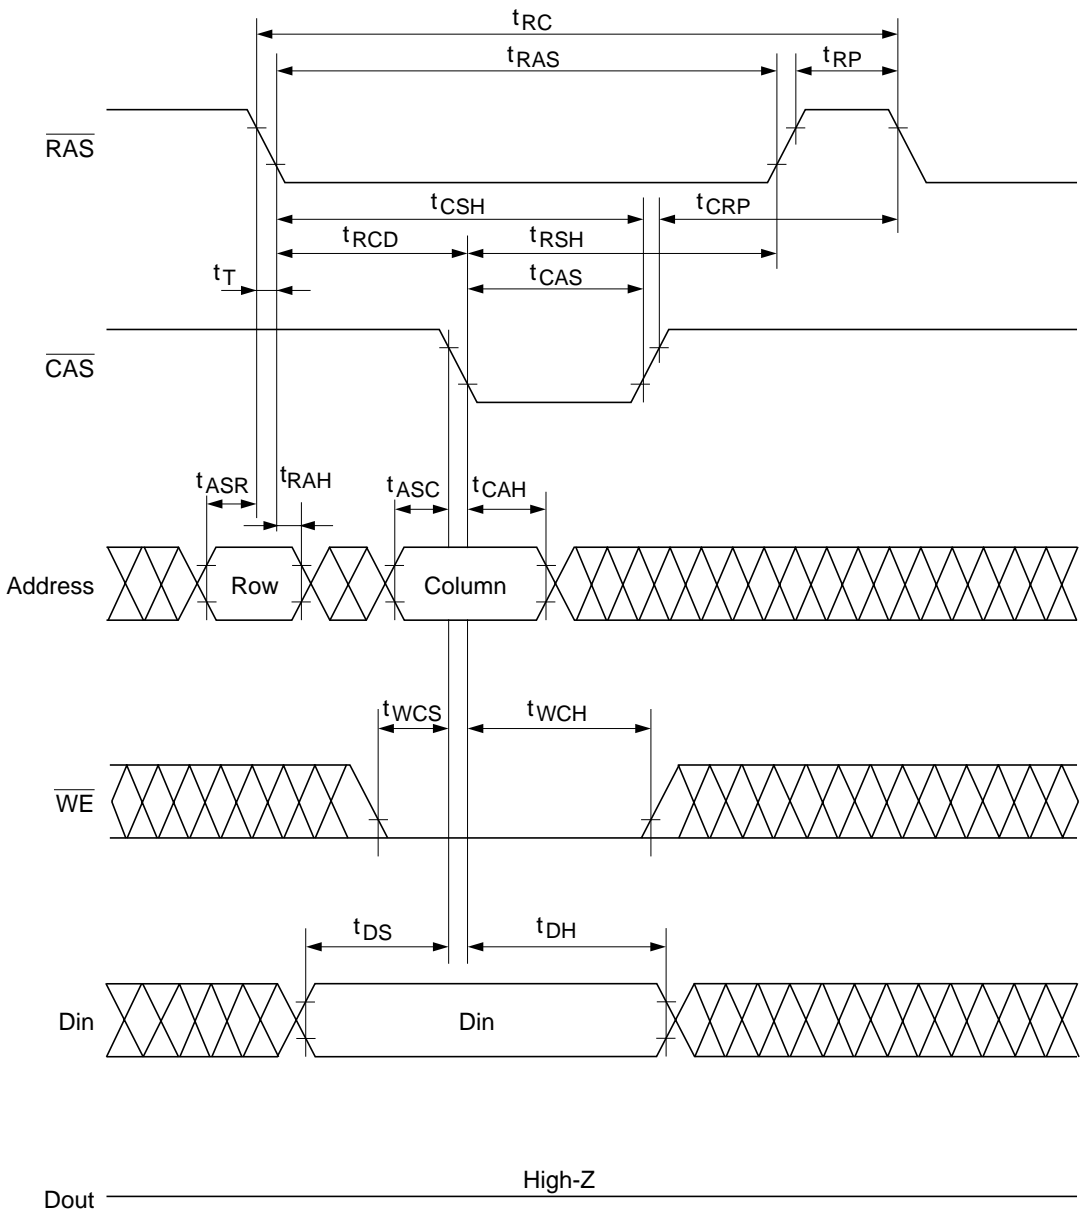 tRC
tRAS
tRP
RAS
tCSH
tCRP
tRCD
tRSH
tT
tCAS
CAS
tASR
tRAH
tASC
tCAH
Address
Row
Column
tWCS
tWCH
WE
tDS
tDH
Din
Din
High-Z
Dout